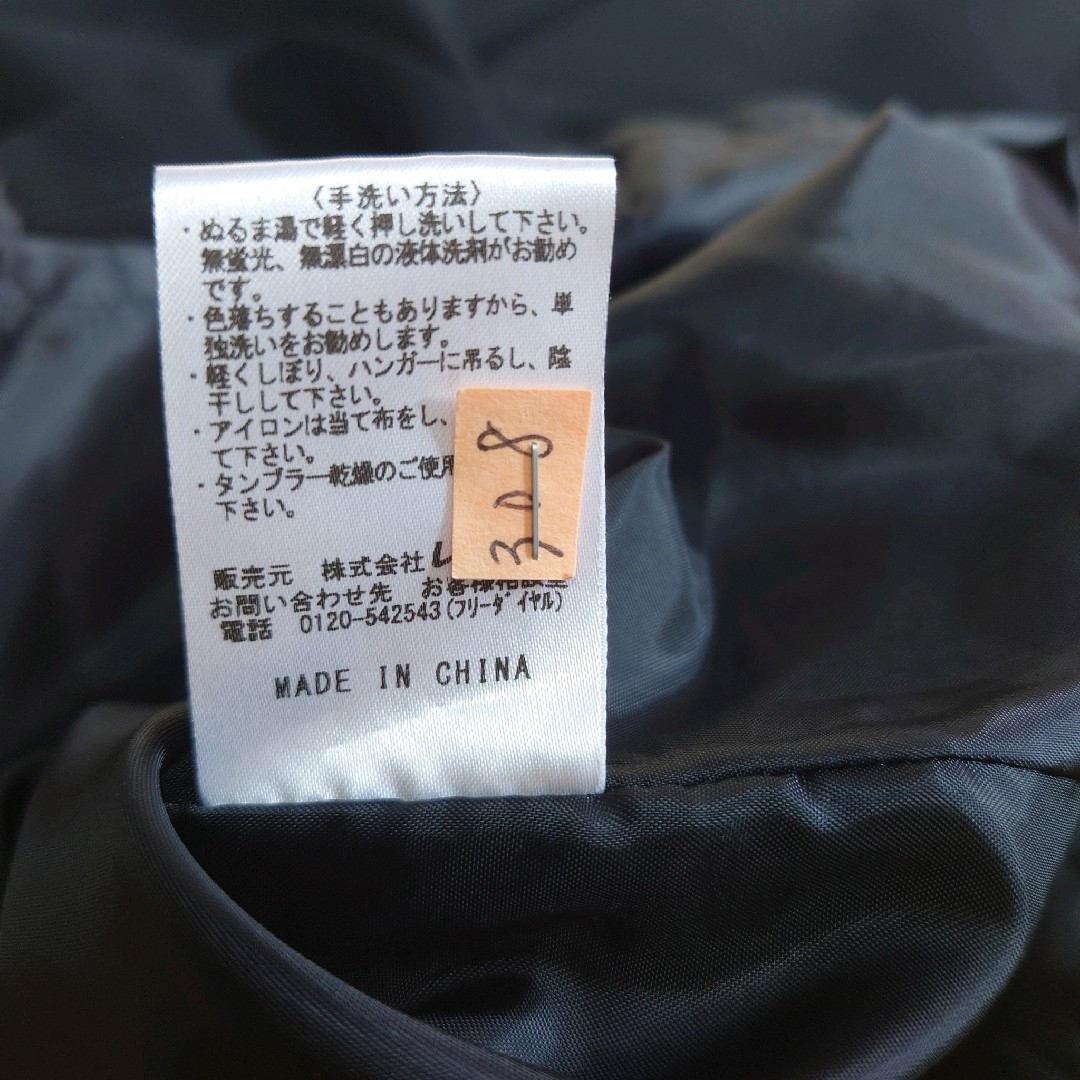 〈手洗い方法〉
・ぬるま湯で軽く押し洗いして下さい。
無蛍光、無漂白の液体洗剤がお勧め
です。
・色落ちすることもありますから、単
独洗いをお勧めします。
・軽くしぼり、ハンガーに吊るし、陰
干しして下さい。
・アイロンは当て布をし、
て下さい。
・タンブラー乾燥のご使用
下さい。
308
販売元 株式会社
お問い合わせ先 お客様相談室
電話 0120-542543(フリーダイヤル)
MADE IN CHINA